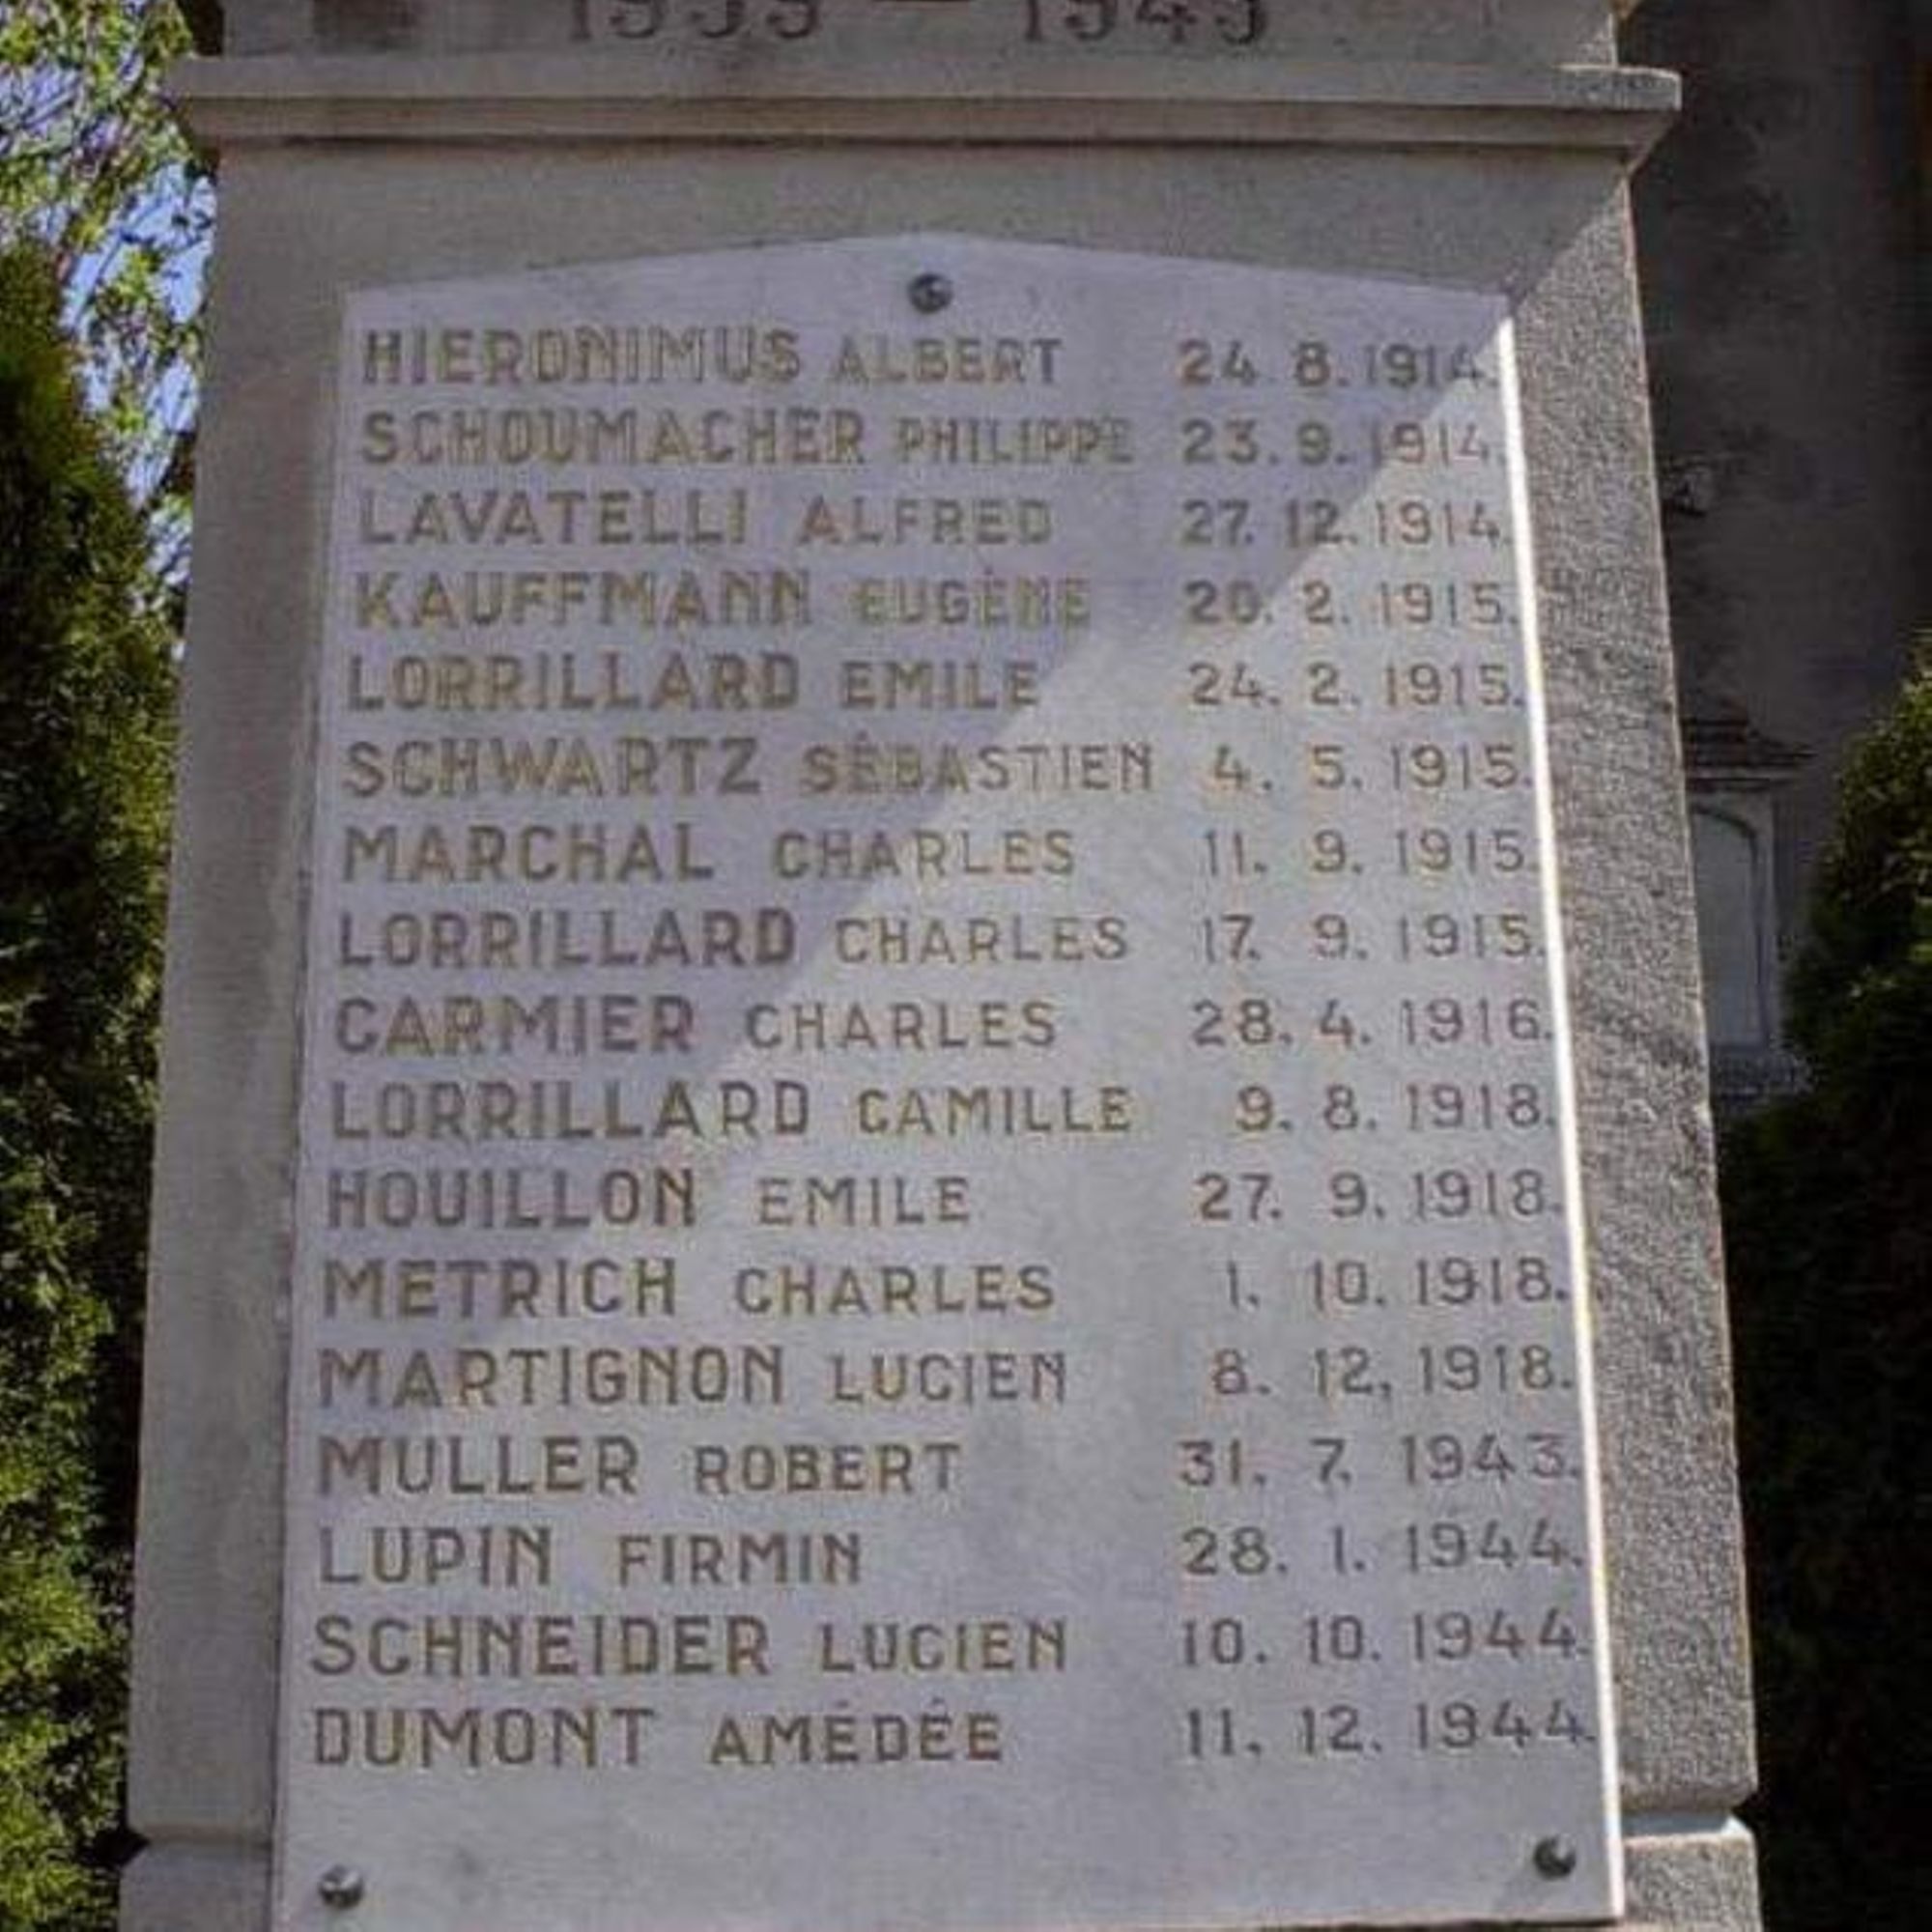 1939 — 1945
HIERONIMUS ALBERT 24. 8. 1914.
SCHOUMACHER PHILIPPE 23. 9. 1914.
LAVATELLI ALFRED 27. 12. 1914.
KAUFFMANN EUGÈNE 20. 2. 1915.
LORRILLARD EMILE 24. 2. 1915.
SCHWARTZ SÉBASTIEN 4. 5. 1915.
MARCHAL CHARLES 11. 9. 1915.
LORRILLARD CHARLES 17. 9. 1915.
CARMIER CHARLES 28. 4. 1916.
LORRILLARD CAMILLE 9. 8. 1918.
HOUILLON EMILE 27. 9. 1918.
METRICH CHARLES 1. 10. 1918.
MARTIGNON LUCIEN 8. 12. 1918.
MULLER ROBERT 31. 7. 1943.
LUPIN FIRMIN 28. 1. 1944.
SCHNEIDER LUCIEN 10. 10. 1944.
DUMONT AMÉDÉE 11. 12. 1944.